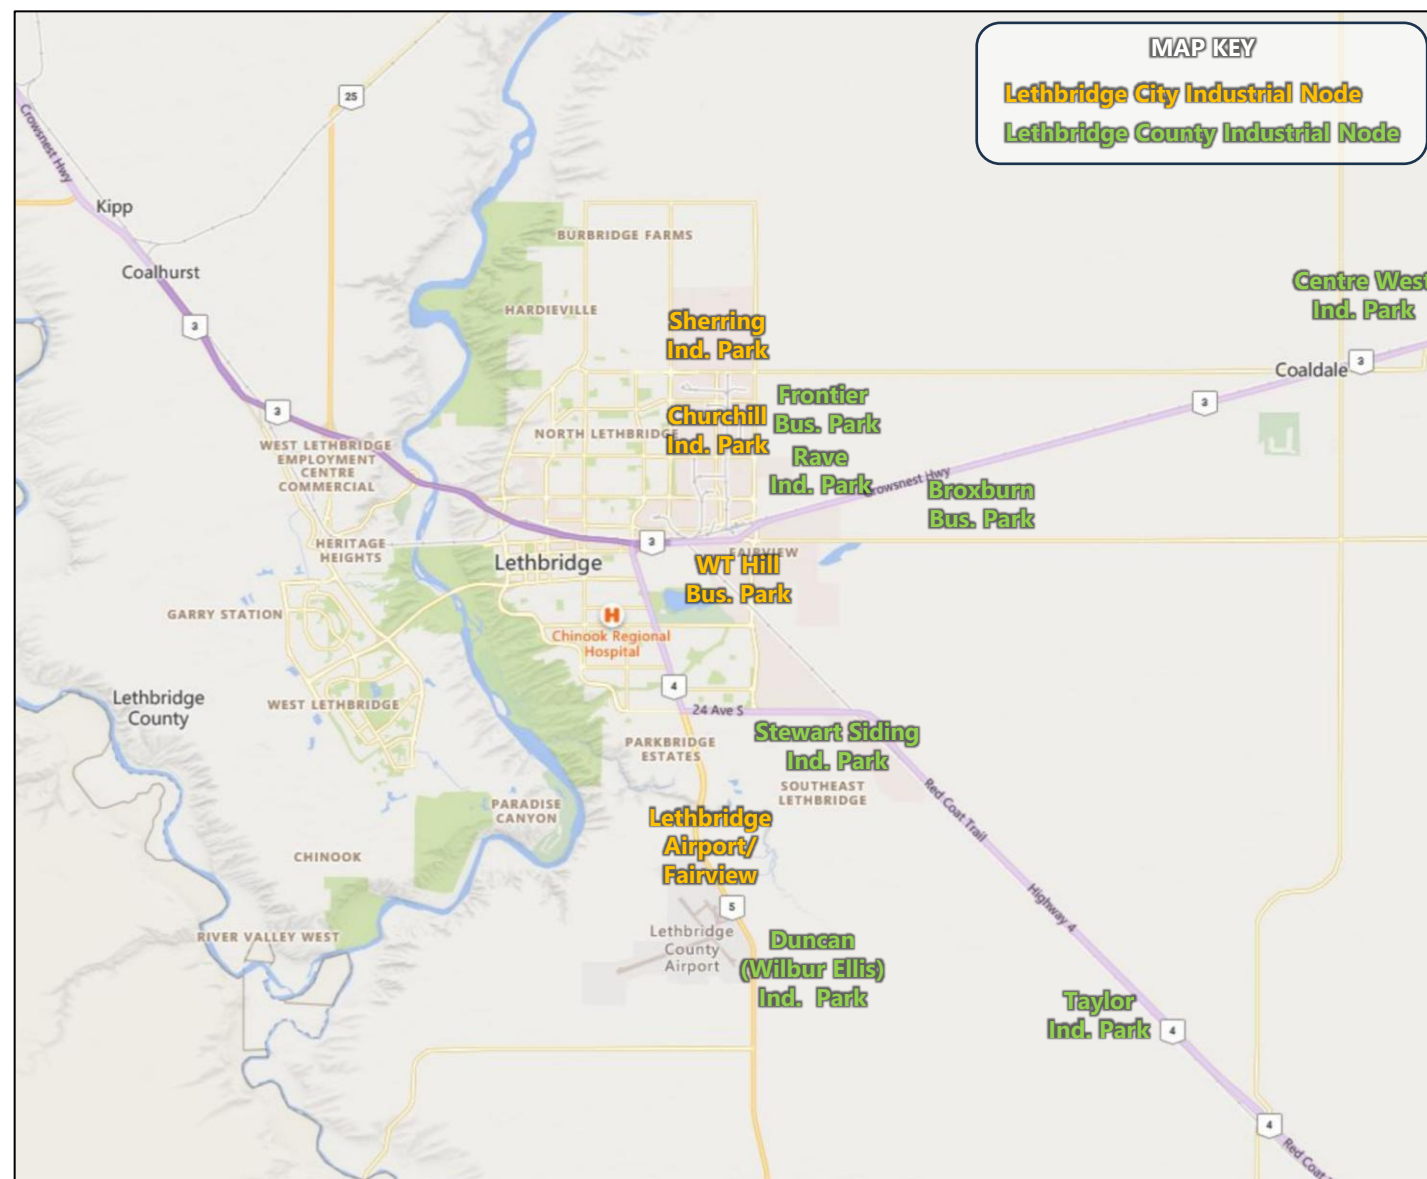 MAP KEY
Lethbridge City Industrial Node
Lethbridge County Industrial Node
25
Crowsnest Hwy
Kipp
Coalhurst
3
3
BURBRIDGE FARMS
HARDIEVILLE
Sherring
Ind. Park
Centre West
Ind. Park
Coaldale
3
3
Frontier
Bus. Park
Churchill
Ind. Park
NORTH LETHBRIDGE
Rave
Ind. Park
Crowsnest Hwy
Broxburn
Bus. Park
WEST LETHBRIDGE
EMPLOYMENT
CENTRE
COMMERCIAL
HERITAGE
HEIGHTS
3
Lethbridge
FAIRVIEW
WT Hill
Bus. Park
GARRY STATION
H
Chinook Regional
Hospital
Lethbridge
County
WEST LETHBRIDGE
4
24 Ave S
PARKBRIDGE
ESTATES
Stewart Siding
Ind. Park
SOUTHEAST
LETHBRIDGE
Red Coat Trail
PARADISE
CANYON
Lethbridge
Airport/
Fairview
CHINOOK
5
Highway 4
RIVER VALLEY WEST
Lethbridge
County
Airport
Duncan
(Wilbur Ellis)
Ind. Park
Taylor
Ind. Park
4
4
Red Coat